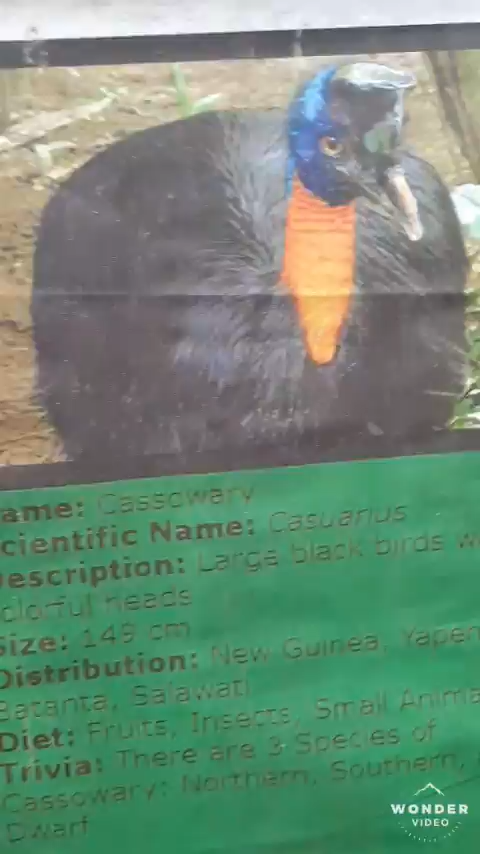 ame: Cassowary
cientific Name: Casuarius
escription: Large black birds w
olorful heads
Size: 149 cm
Distribution: New Guinea, Yapen
Batanta, Salawati
Diet: Fruits, Insects, Small Anima
Trivia: There are 3 Species of
Cassowary: Northern, Southern,
Dwarf
WONDER
VIDEO